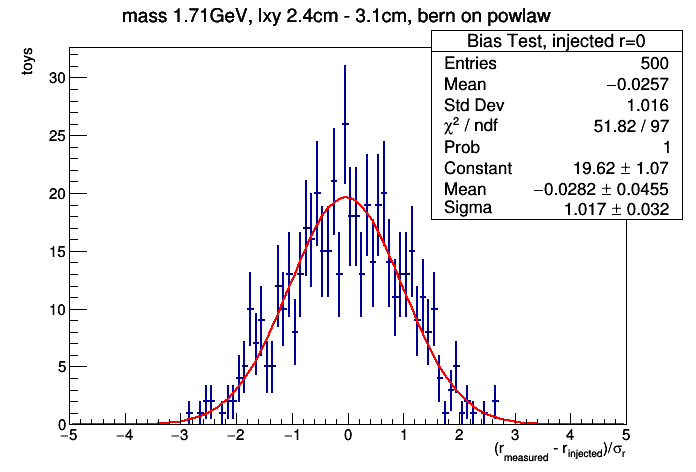 mass 1.71GeV, lxy 2.4cm - 3.1cm, bern on powlaw
Bias Test, injected r=0
Entries 500
Mean −0.0257
Std Dev 1.016
χ² / ndf 51.82 / 97
Prob 1
Constant 19.62 ± 1.07
Mean −0.0282 ± 0.0455
Sigma 1.017 ± 0.032
toys
30
25
20
15
10
5
0
−5 −4 −3 −2 −1 0 1 2 3 4 5
(r_measured - r_injected)/σ_r